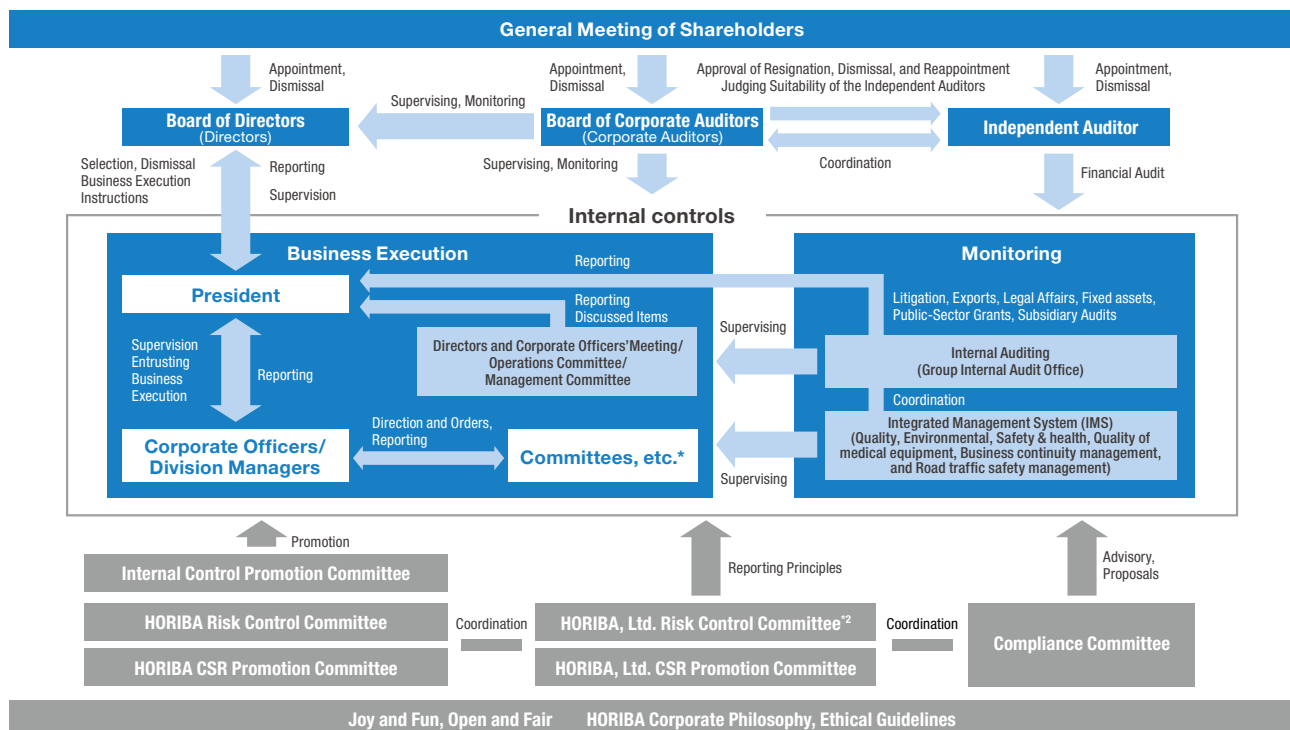 General Meeting of Shareholders
Appointment,
Dismissal
Appointment,
Dismissal
Approval of Resignation, Dismissal, and Reappointment
Judging Suitability of the Independent Auditors
Appointment,
Dismissal
Supervising, Monitoring
Board of Directors
(Directors)
Board of Corporate Auditors
(Corporate Auditors)
Independent Auditor
Selection, Dismissal
Business Execution
Instructions
Reporting
Supervision
Supervising, Monitoring
Coordination
Financial Audit
Internal controls
Business Execution
Monitoring
Reporting
President
Reporting
Discussed Items
Litigation, Exports, Legal Affairs, Fixed assets,
Public-Sector Grants, Subsidiary Audits
Supervising
Supervision
Entrusting
Business
Execution
Reporting
Directors and Corporate Officers'Meeting/
Operations Committee/
Management Committee
Internal Auditing
(Group Internal Audit Office)
Coordination
Direction and Orders,
Reporting
Corporate Officers/
Division Managers
Committees, etc.*
Integrated Management System (IMS)
(Quality, Environmental, Safety & health, Quality of
medical equipment, Business continuity management,
and Road traffic safety management)
Supervising
Promotion
Reporting Principles
Advisory,
Proposals
Internal Control Promotion Committee
HORIBA Risk Control Committee
Coordination
HORIBA, Ltd. Risk Control Committee*2
Coordination
Compliance Committee
HORIBA CSR Promotion Committee
HORIBA, Ltd. CSR Promotion Committee
Joy and Fun, Open and Fair HORIBA Corporate Philosophy, Ethical Guidelines